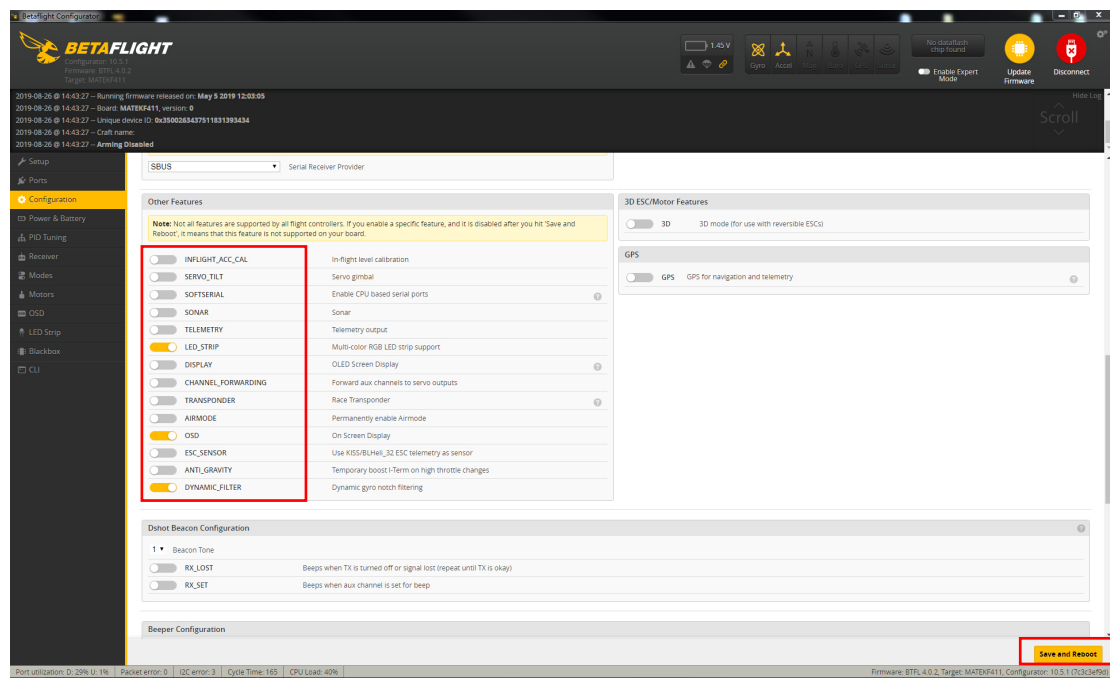 Betaflight Configurator
BETAFLIGHT
Configurator: 10.5.1
Firmware: BTFL 4.0.2
Target: MATEKF411
1.45 V
Gyro
Accel
No dataflash
chip found
Enable Expert
Mode
Update
Firmware
Disconnect
2019-08-26 @ 14:43:27 -- Running firmware released on: May 5 2019 12:03:05
Hide Log
2019-08-26 @ 14:43:27 -- Board: MATEKF411, version: 0
2019-08-26 @ 14:43:27 -- Unique device ID: 0x3500263437511831393434
2019-08-26 @ 14:43:27 -- Craft name:
2019-08-26 @ 14:43:27 -- Arming Disabled
Scroll
Setup
Ports
Configuration
Power & Battery
PID Tuning
Receiver
Modes
Motors
OSD
LED Strip
Blackbox
CLI
SBUS
Serial Receiver Provider
Other Features
Note: Not all features are supported by all flight controllers. If you enable a specific feature, and it is disabled after you hit 'Save and
Reboot', it means that this feature is not supported on your board.
INFLIGHT_ACC_CAL In-flight level calibration
SERVO_TILT Servo gimbal
SOFTSERIAL Enable CPU based serial ports
SONAR Sonar
TELEMETRY Telemetry output
LED_STRIP Multi-color RGB LED strip support
DISPLAY OLED Screen Display
CHANNEL_FORWARDING Forward aux channels to servo outputs
TRANSPONDER Race Transponder
AIRMODE Permanently enable Airmode
OSD On Screen Display
ESC_SENSOR Use KISS/BLHeli_32 ESC telemetry as sensor
ANTI_GRAVITY Temporary boost I-Term on high throttle changes
DYNAMIC_FILTER Dynamic gyro notch filtering
3D ESC/Motor Features
3D 3D mode (for use with reversible ESCs)
GPS
GPS GPS for navigation and telemetry
Dshot Beacon Configuration
1 Beacon Tone
RX_LOST Beeps when TX is turned off or signal lost (repeat until TX is okay)
RX_SET Beeps when aux channel is set for beep
Beeper Configuration
Save and Reboot
Port utilization: D: 29% U: 1% Packet error: 0 I2C error: 3 Cycle Time: 165 CPU Load: 40%
Firmware: BTFL 4.0.2, Target: MATEKF411, Configurator: 10.5.1 (7c3c3ef9d)